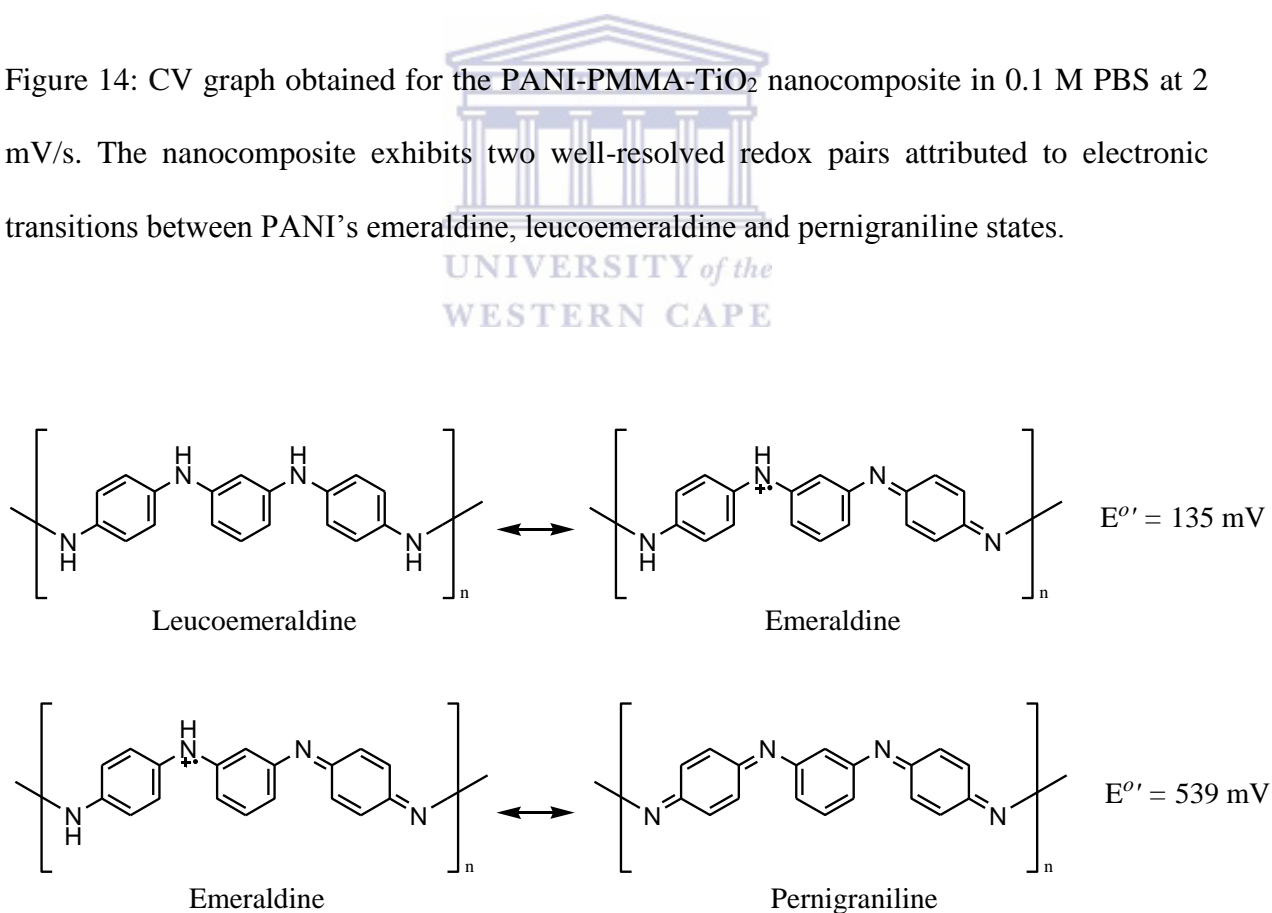 Figure 14: CV graph obtained for the PANI-PMMA-TiO₂ nanocomposite in 0.1 M PBS at 2
mV/s. The nanocomposite exhibits two well-resolved redox pairs attributed to electronic
transitions between PANI’s emeraldine, leucoemeraldine and pernigraniline states.
UNIVERSITY of the
WESTERN CAPE
H N H N N H N H n
H N +• N N H N n
E°′ = 135 mV
Leucoemeraldine Emeraldine
H N +• N N H N n
N N N N n
E°′ = 539 mV
Emeraldine Pernigraniline